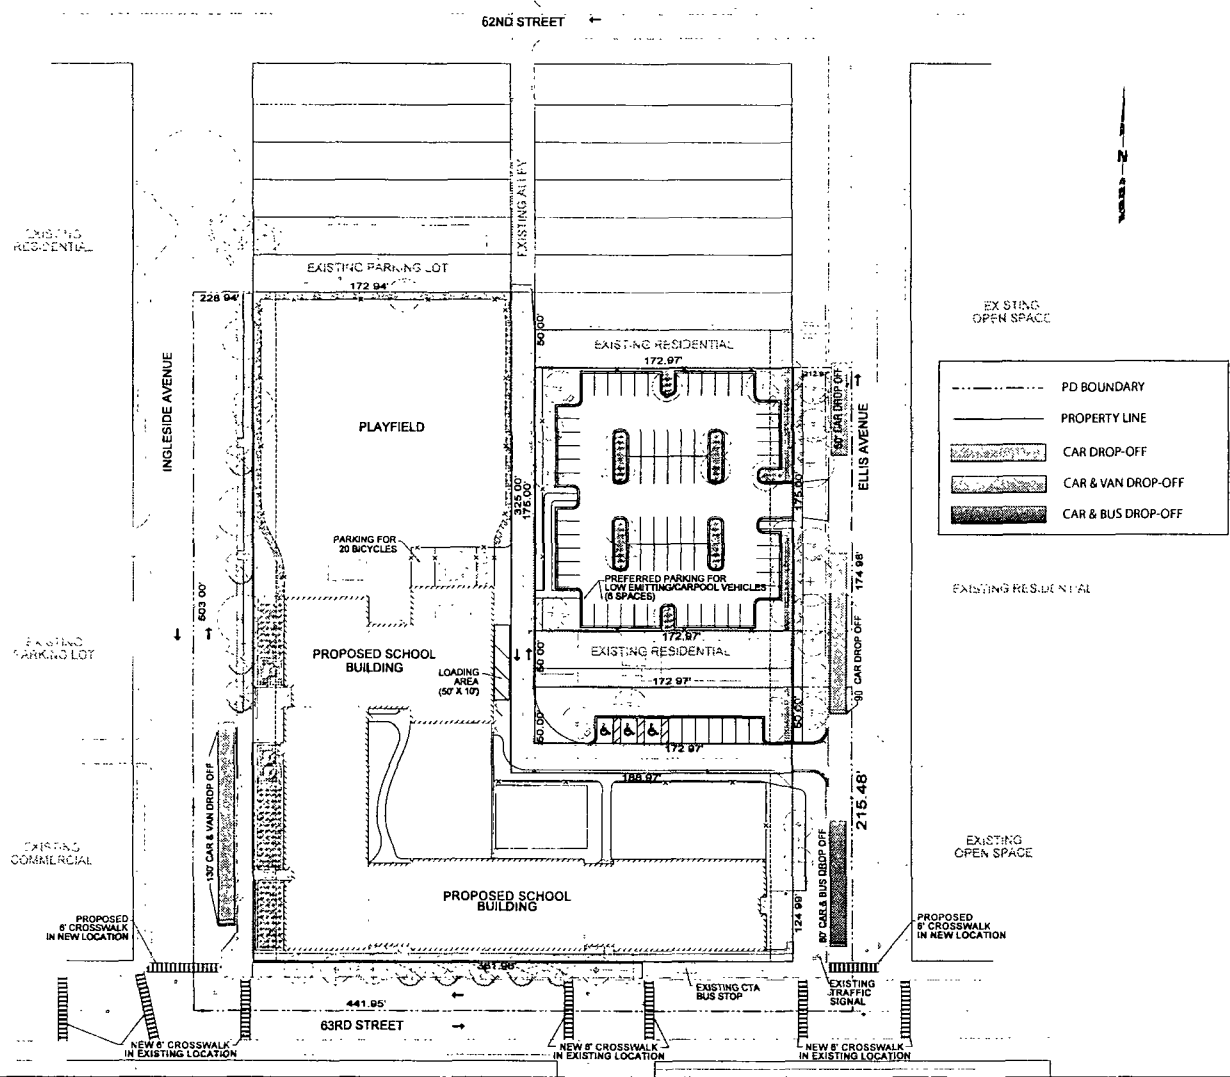 62ND STREET ←
EXISTING ALLEY
N
EXISTING
RESIDENTIAL
EXISTING PARKING LOT
172.94'
228.94'
50.00'
EXISTING RESIDENTIAL
172.97'
EXISTING
OPEN SPACE
INGLESIDE AVENUE
PLAYFIELD
325.00'
175.00'
175.00'
ELLIS AVENUE
PD BOUNDARY
PROPERTY LINE
CAR DROP-OFF
CAR & VAN DROP-OFF
CAR & BUS DROP-OFF
PARKING FOR
20 BICYCLES
PREFERRED PARKING FOR
LOW EMITTING/CARPOOL VEHICLES
(6 SPACES)
174.98'
EXISTING RESIDENTIAL
503.00'
172.97'
EXISTING
PARKING LOT
PROPOSED SCHOOL
BUILDING
LOADING
AREA
(50' X 10')
50.00'
EXISTING RESIDENTIAL
172.97'
90' CAR DROP OFF
50.00'
50.00'
172.97'
188.97'
215.48'
130' CAR & VAN DROP OFF
EXISTING
COMMERCIAL
EXISTING
OPEN SPACE
PROPOSED SCHOOL
BUILDING
124.99'
CAR & BUS DROP OFF
PROPOSED
6' CROSSWALK
IN NEW LOCATION
PROPOSED
6' CROSSWALK
IN NEW LOCATION
EXISTING CTA
BUS STOP
EXISTING
TRAFFIC
SIGNAL
441.95'
63RD STREET
NEW 6' CROSSWALK
IN EXISTING LOCATION
NEW 6' CROSSWALK
IN EXISTING LOCATION
NEW 6' CROSSWALK
IN EXISTING LOCATION